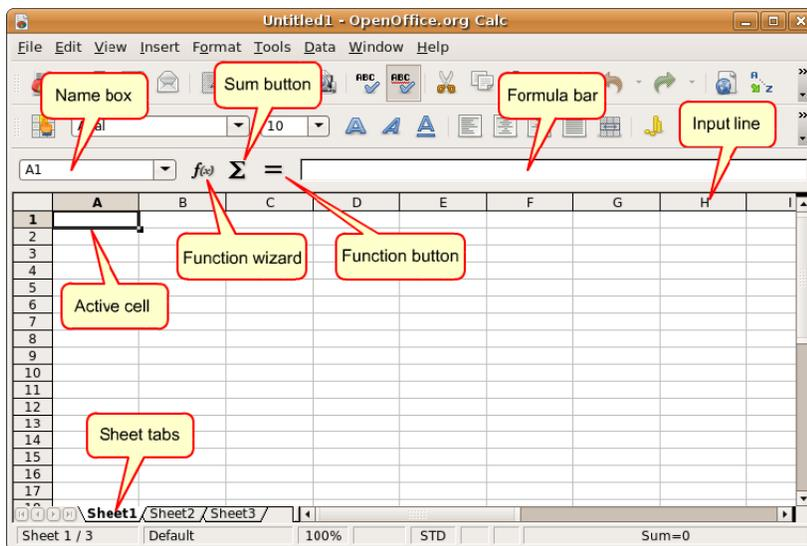 Untitled1 - OpenOffice.org Calc
File Edit View Insert Format Tools Data Window Help
Name box
Sum button
ABC ABC
Formula bar
A Z
Input line
10
A A A
A1
f(x) Σ =
A B C D E F G H I
1
2
3
Function wizard
Function button
4
5
Active cell
6
7
8
9
10
11
12
13
Sheet tabs
14
15
16
17
Sheet1 Sheet2 Sheet3
Sheet 1 / 3 Default 100% STD Sum=0